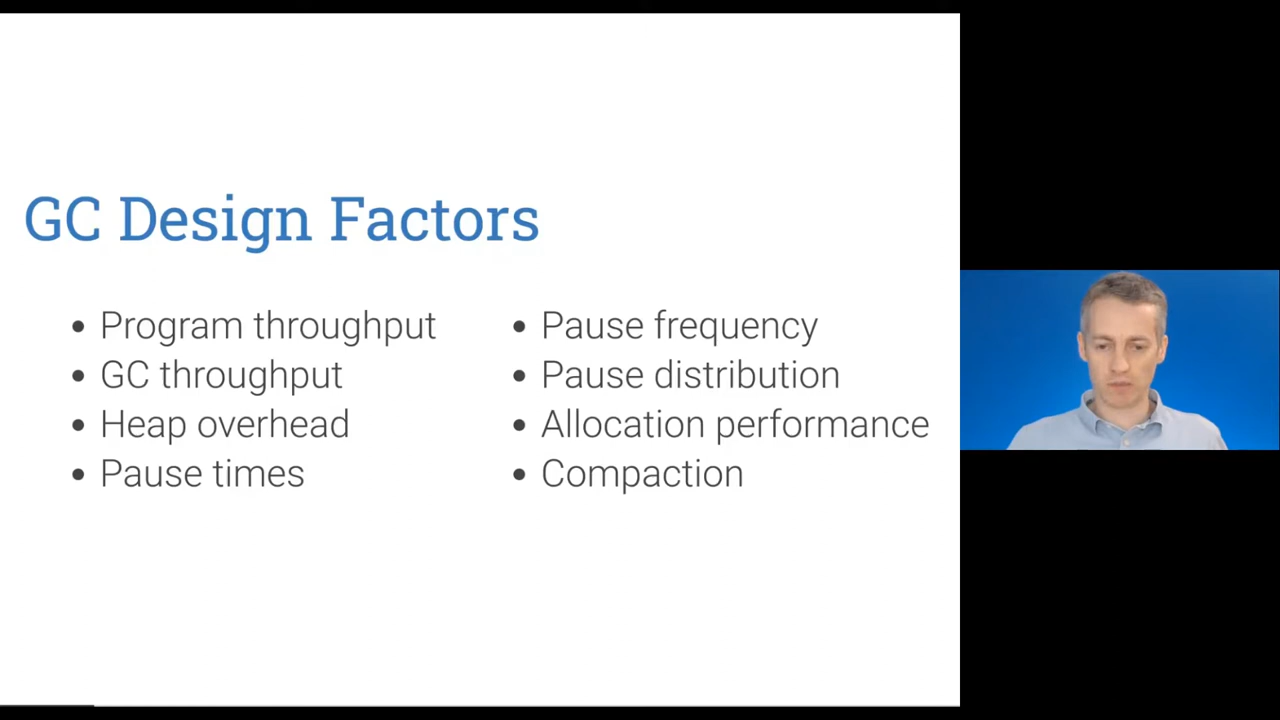 GC Design Factors
• Program throughput
• GC throughput
• Heap overhead
• Pause times
• Pause frequency
• Pause distribution
• Allocation performance
• Compaction